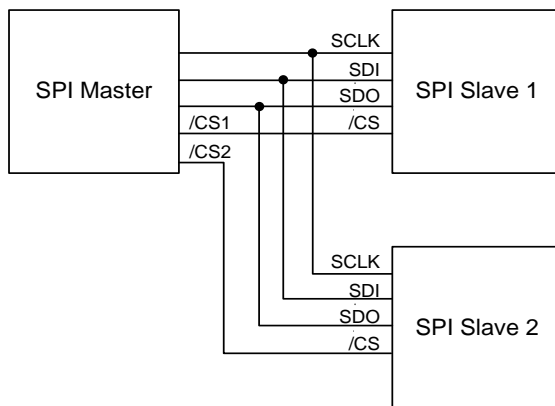 SPI Master
/CS1
/CS2
SCLK
SDI
SDO
/CS
SPI Slave 1
SCLK
SDI
SDO
/CS
SPI Slave 2